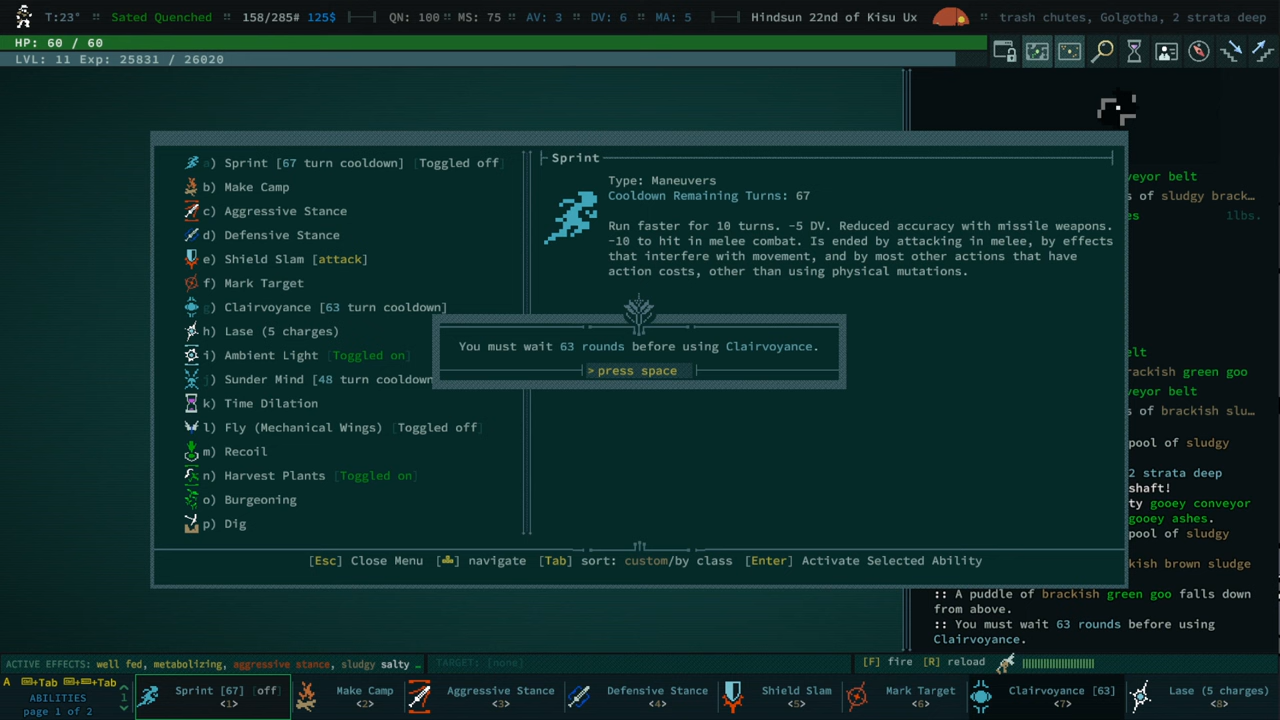 T:23° :: Sated Quenched :: 158/285# 125$ QN: 100 :: MS: 75 :: AV: 3 :: DV: 6 :: MA: 5 Hindsun 22nd of Kisu Ux :: trash chutes, Golgotha, 2 strata deep
HP: 60 / 60
LVL: 11 Exp: 25831 / 26020
a) Sprint [67 turn cooldown] [Toggled off]
b) Make Camp
c) Aggressive Stance
d) Defensive Stance
e) Shield Slam [attack]
f) Mark Target
g) Clairvoyance [63 turn cooldown]
h) Lase (5 charges)
i) Ambient Light [Toggled on]
j) Sunder Mind [48 turn cooldown
k) Time Dilation
l) Fly (Mechanical Wings) [Toggled off]
m) Recoil
n) Harvest Plants [Toggled on]
o) Burgeoning
p) Dig
Sprint
Type: Maneuvers
Cooldown Remaining Turns: 67
Run faster for 10 turns. -5 DV. Reduced accuracy with missile weapons.
-10 to hit in melee combat. Is ended by attacking in melee, by effects
that interfere with movement, and by most other actions that have
action costs, other than using physical mutations.
You must wait 63 rounds before using Clairvoyance.
> press space
[Esc] Close Menu [ ] navigate [Tab] sort: custom/by class [Enter] Activate Selected Ability
veyor belt
s of sludgy brack…
es 1lbs.
elt
rackish green goo
veyor belt
s of brackish slu…
pool of sludgy
2 strata deep
shaft!
ty gooey conveyor
gooey ashes.
pool of sludgy
kish brown sludge
:: A puddle of brackish green goo falls down
from above.
:: You must wait 63 rounds before using
Clairvoyance.
ACTIVE EFFECTS: well fed, metabolizing, aggressive stance, sludgy salty …
TARGET: [none]
[F] fire [R] reload
A +Tab +Tab
ABILITIES
page 1 of 2
Sprint [67] [off]
<1>
Make Camp
<2>
Aggressive Stance
<3>
Defensive Stance
<4>
Shield Slam
<5>
Mark Target
<6>
Clairvoyance [63]
<7>
Lase (5 charges)
<8>